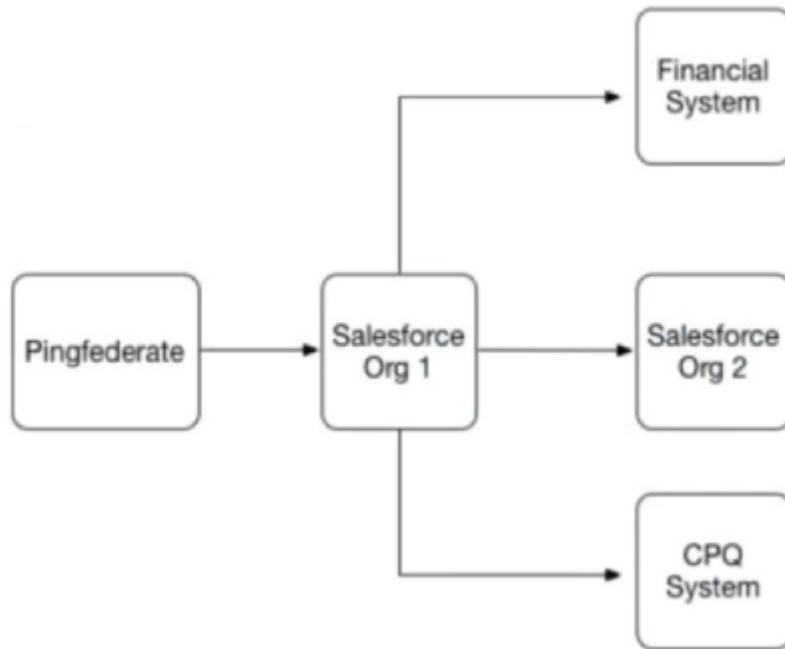 Financial
System
Pingfederate
Salesforce
Org 1
Salesforce
Org 2
CPQ
System